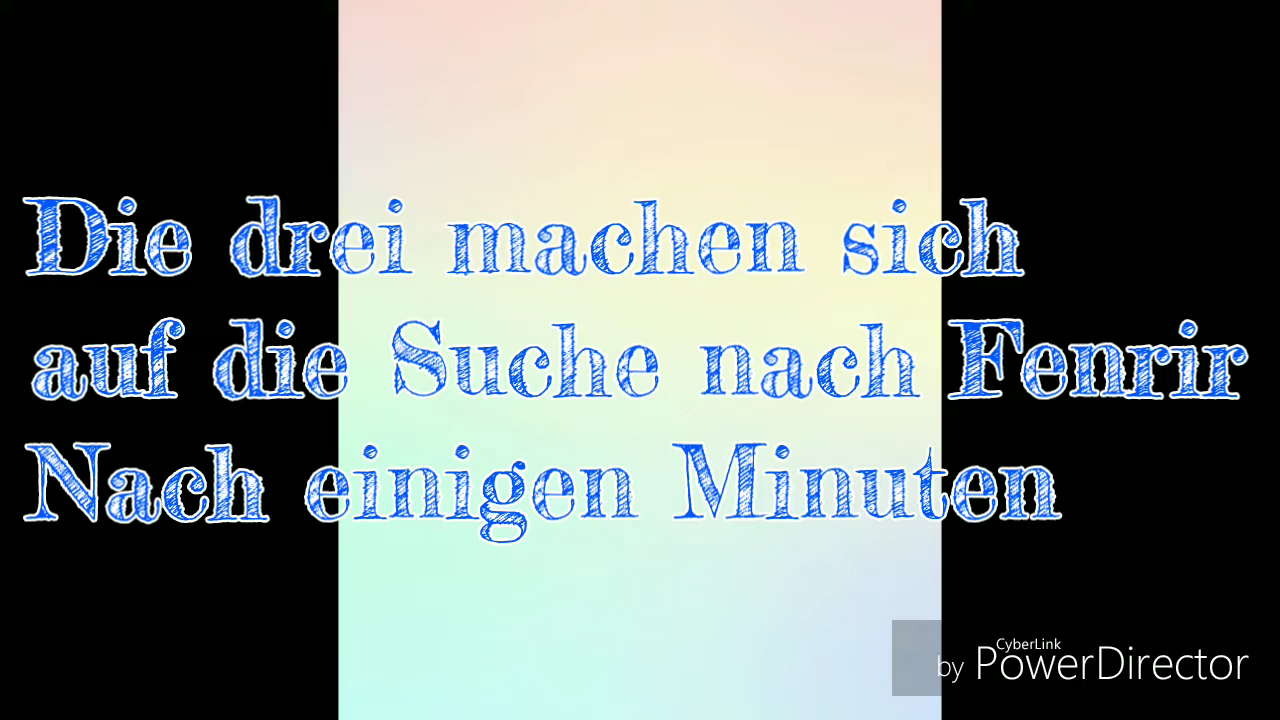 Die drei machen sich
auf die Suche nach Fenrir
Nach einigen Minuten
CyberLink
by PowerDirector